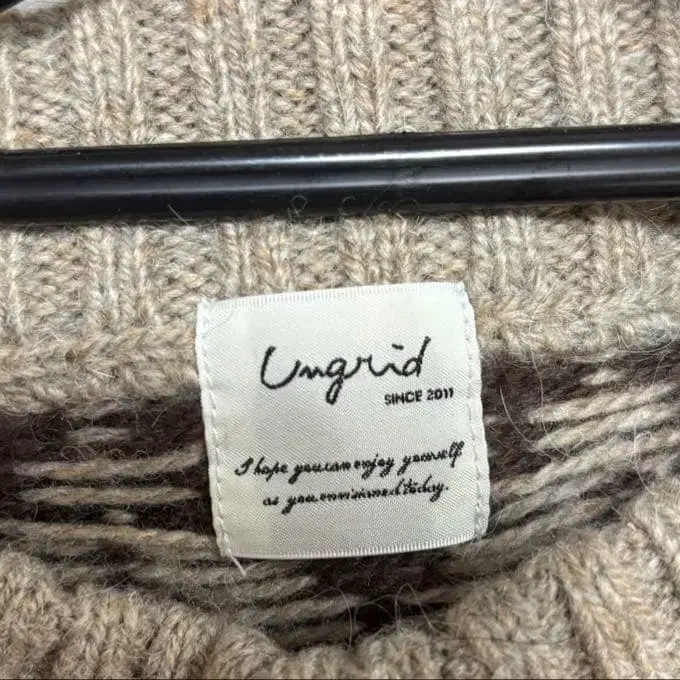 Ungrid
SINCE 2011
I hope you can enjoy yourself
as you envisioned today.